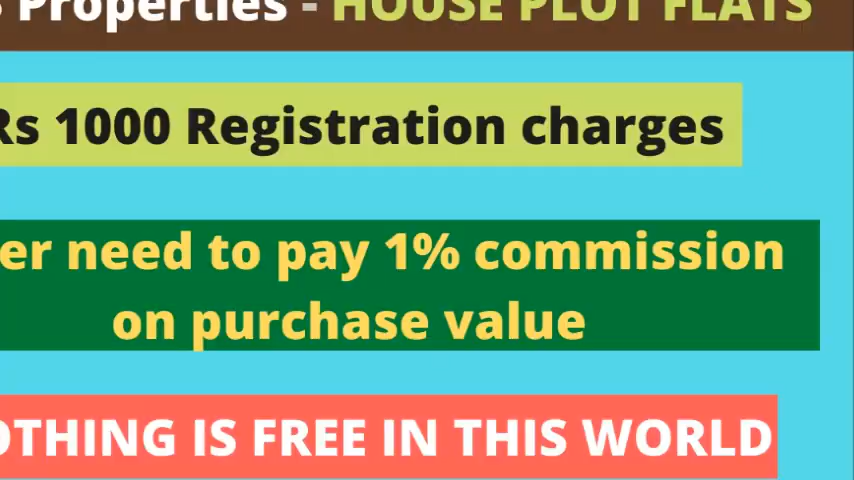 Properties - HOUSE PLOT FLATS
Rs 1000 Registration charges
er need to pay 1% commission
on purchase value
OTHING IS FREE IN THIS WORLD